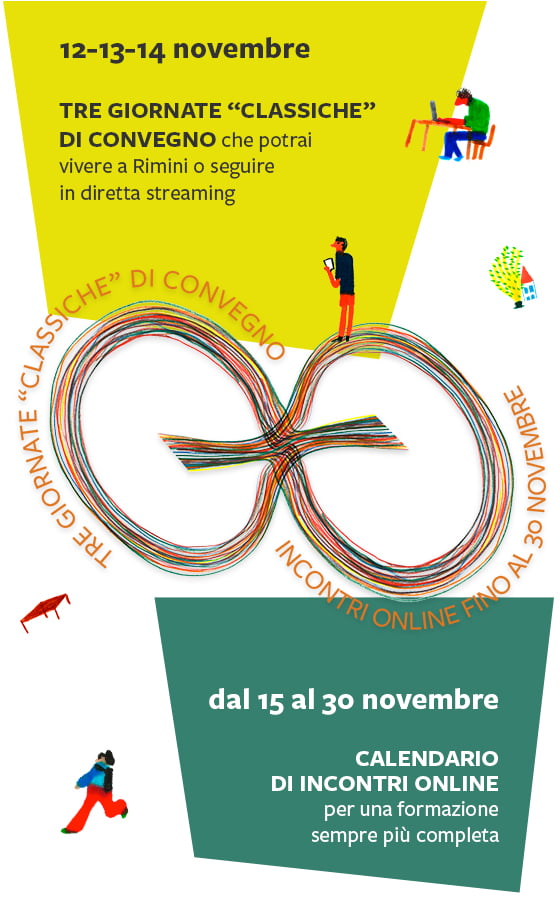 12-13-14 novembre
TRE GIORNATE “CLASSICHE”
DI CONVEGNO che potrai
vivere a Rimini o seguire
in diretta streaming
TRE GIORNATE “CLASSICHE” DI CONVEGNO
INCONTRI ONLINE FINO AL 30 NOVEMBRE
dal 15 al 30 novembre
CALENDARIO
DI INCONTRI ONLINE
per una formazione
sempre più completa